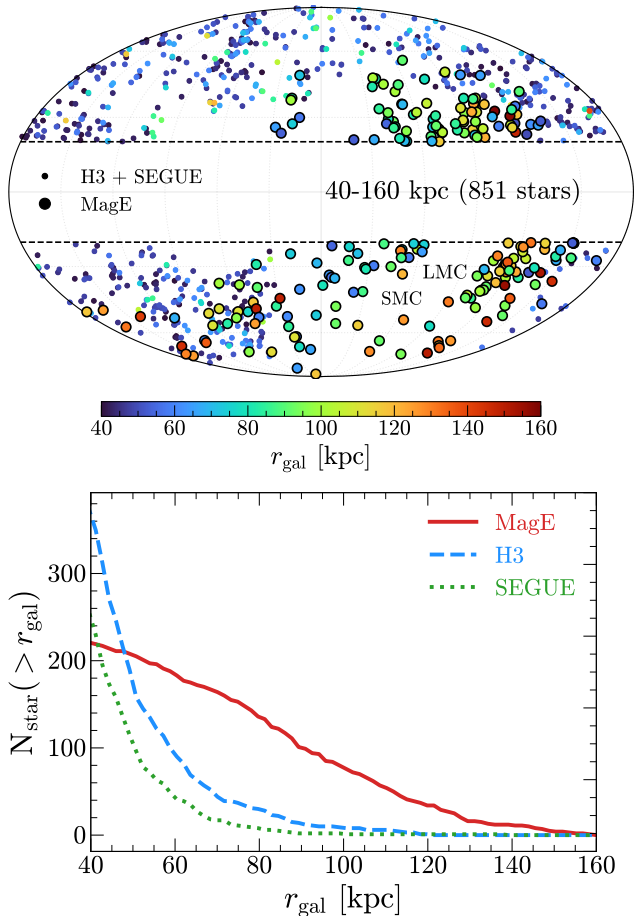 H3 + SEGUE
MagE
40-160 kpc (851 stars)
LMC
SMC
40 60 80 100 120 140 160
r_gal [kpc]
MagE
H3
SEGUE
300
200
100
0
N_star(> r_gal)
40 60 80 100 120 140 160
r_gal [kpc]